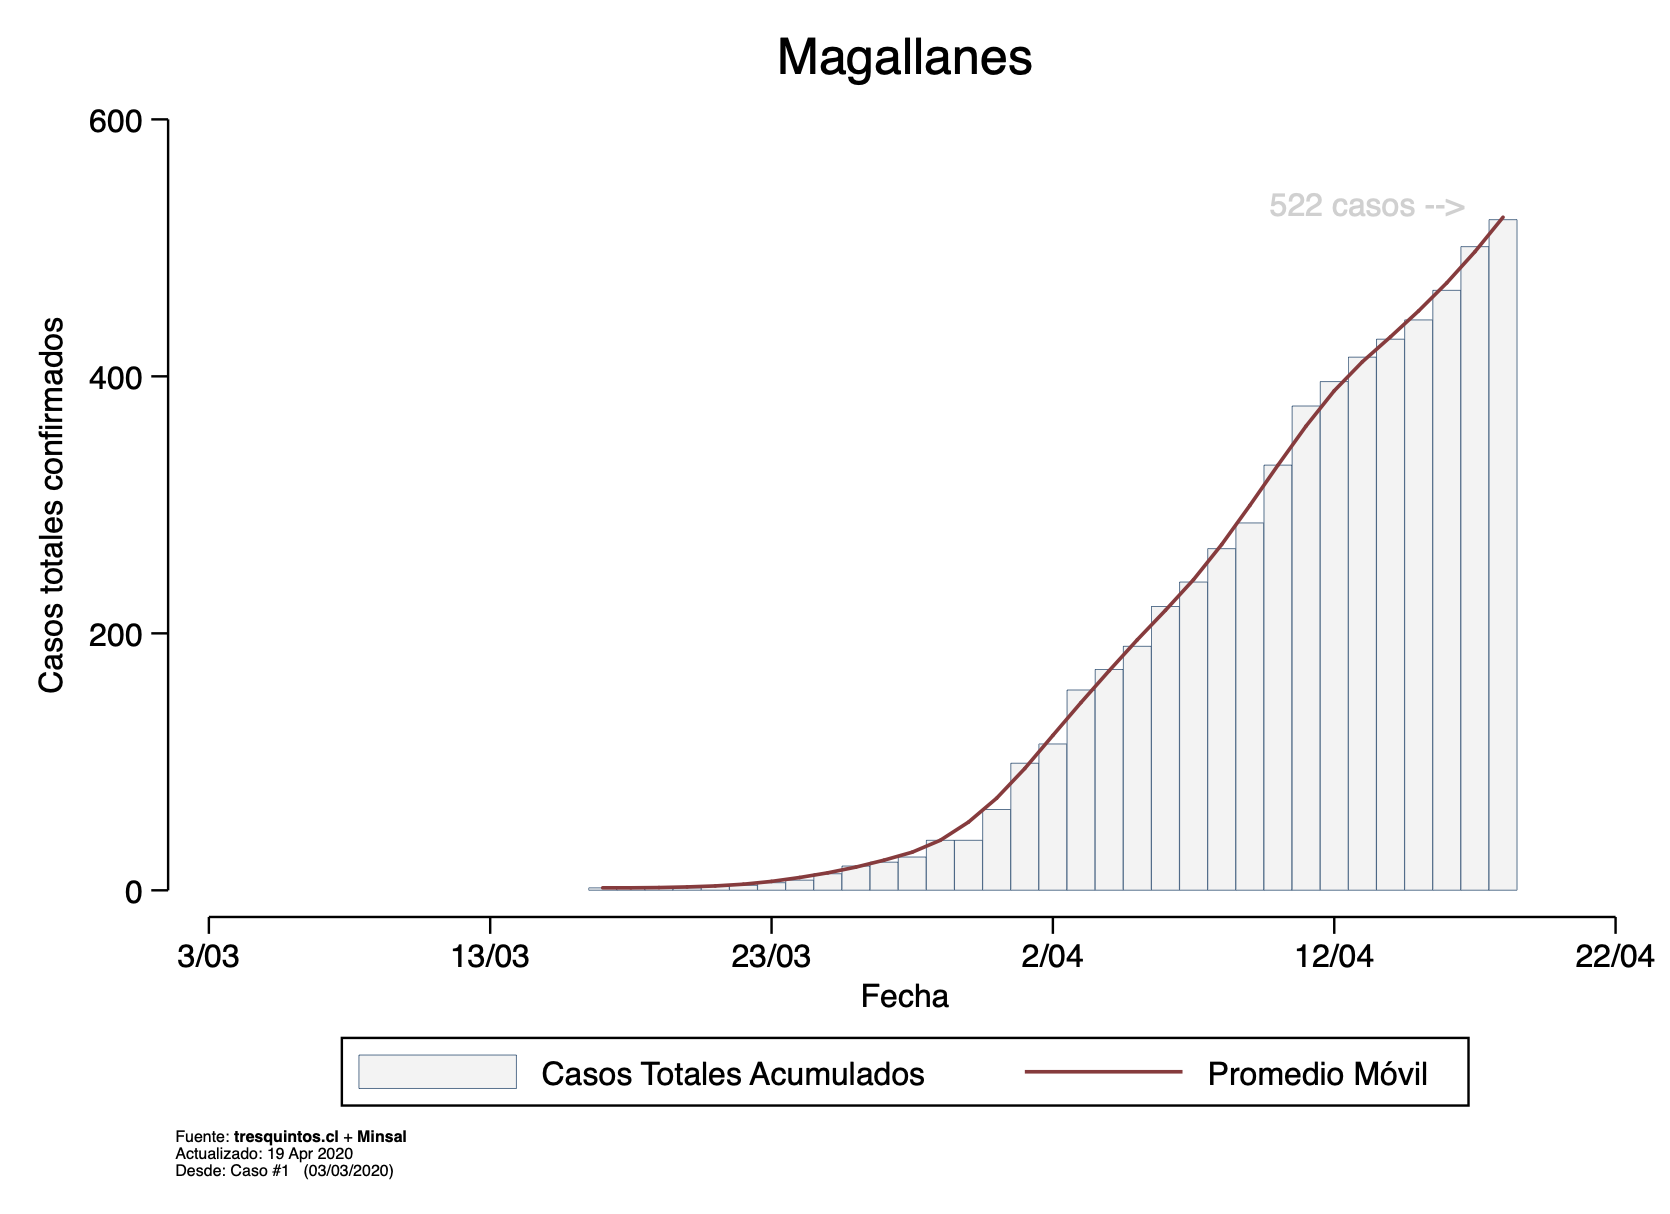 Magallanes
600
400
200
0
Casos totales confirmados
522 casos -->
3/03 13/03 23/03 2/04 12/04 22/04
Fecha
Casos Totales Acumulados Promedio Móvil
Fuente: tresquintos.cl + Minsal
Actualizado: 19 Apr 2020
Desde: Caso #1 (03/03/2020)